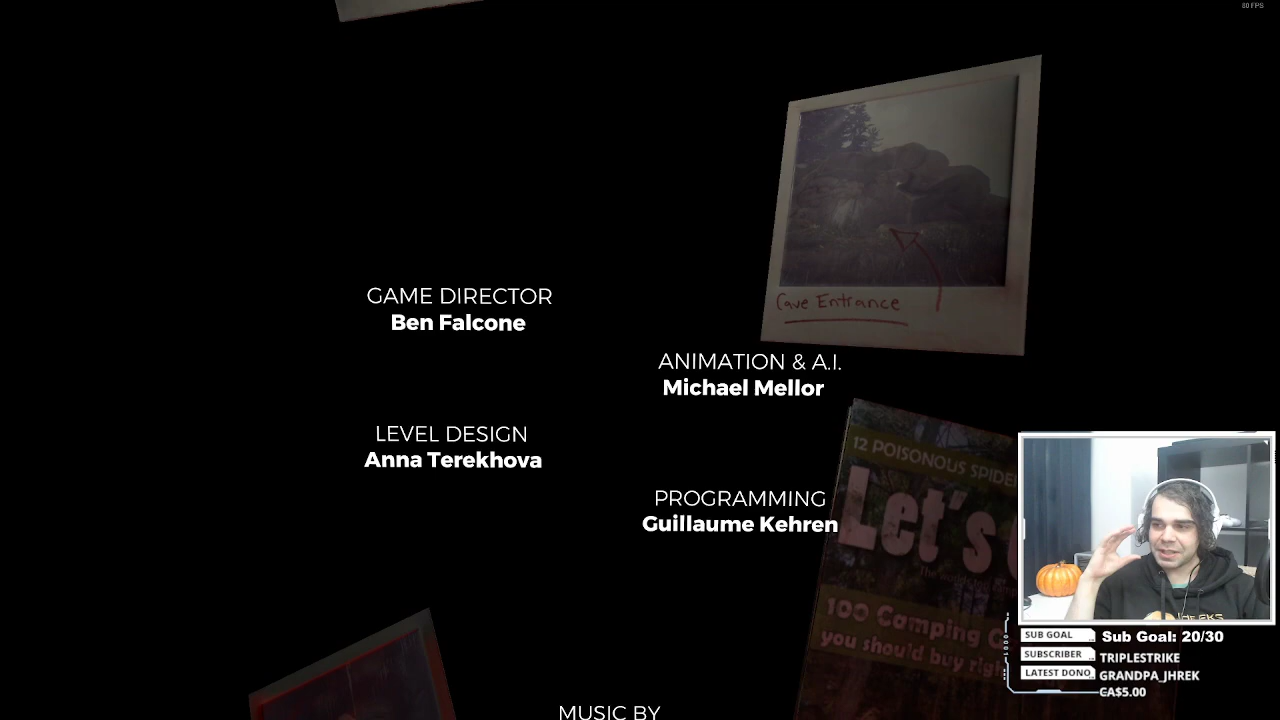 80 FPS
Cave Entrance
GAME DIRECTOR
Ben Falcone
ANIMATION & A.I.
Michael Mellor
LEVEL DESIGN
Anna Terekhova
12 POISONOUS
Let's
PROGRAMMING
Guillaume Kehren
100 Camping
you should buy
SUB GOAL
Sub Goal: 20/30
SUBSCRIBER
TRIPLESTRIKE
LATEST DONO
GRANDPA_JHREK
CA$5.00
MUSIC BY